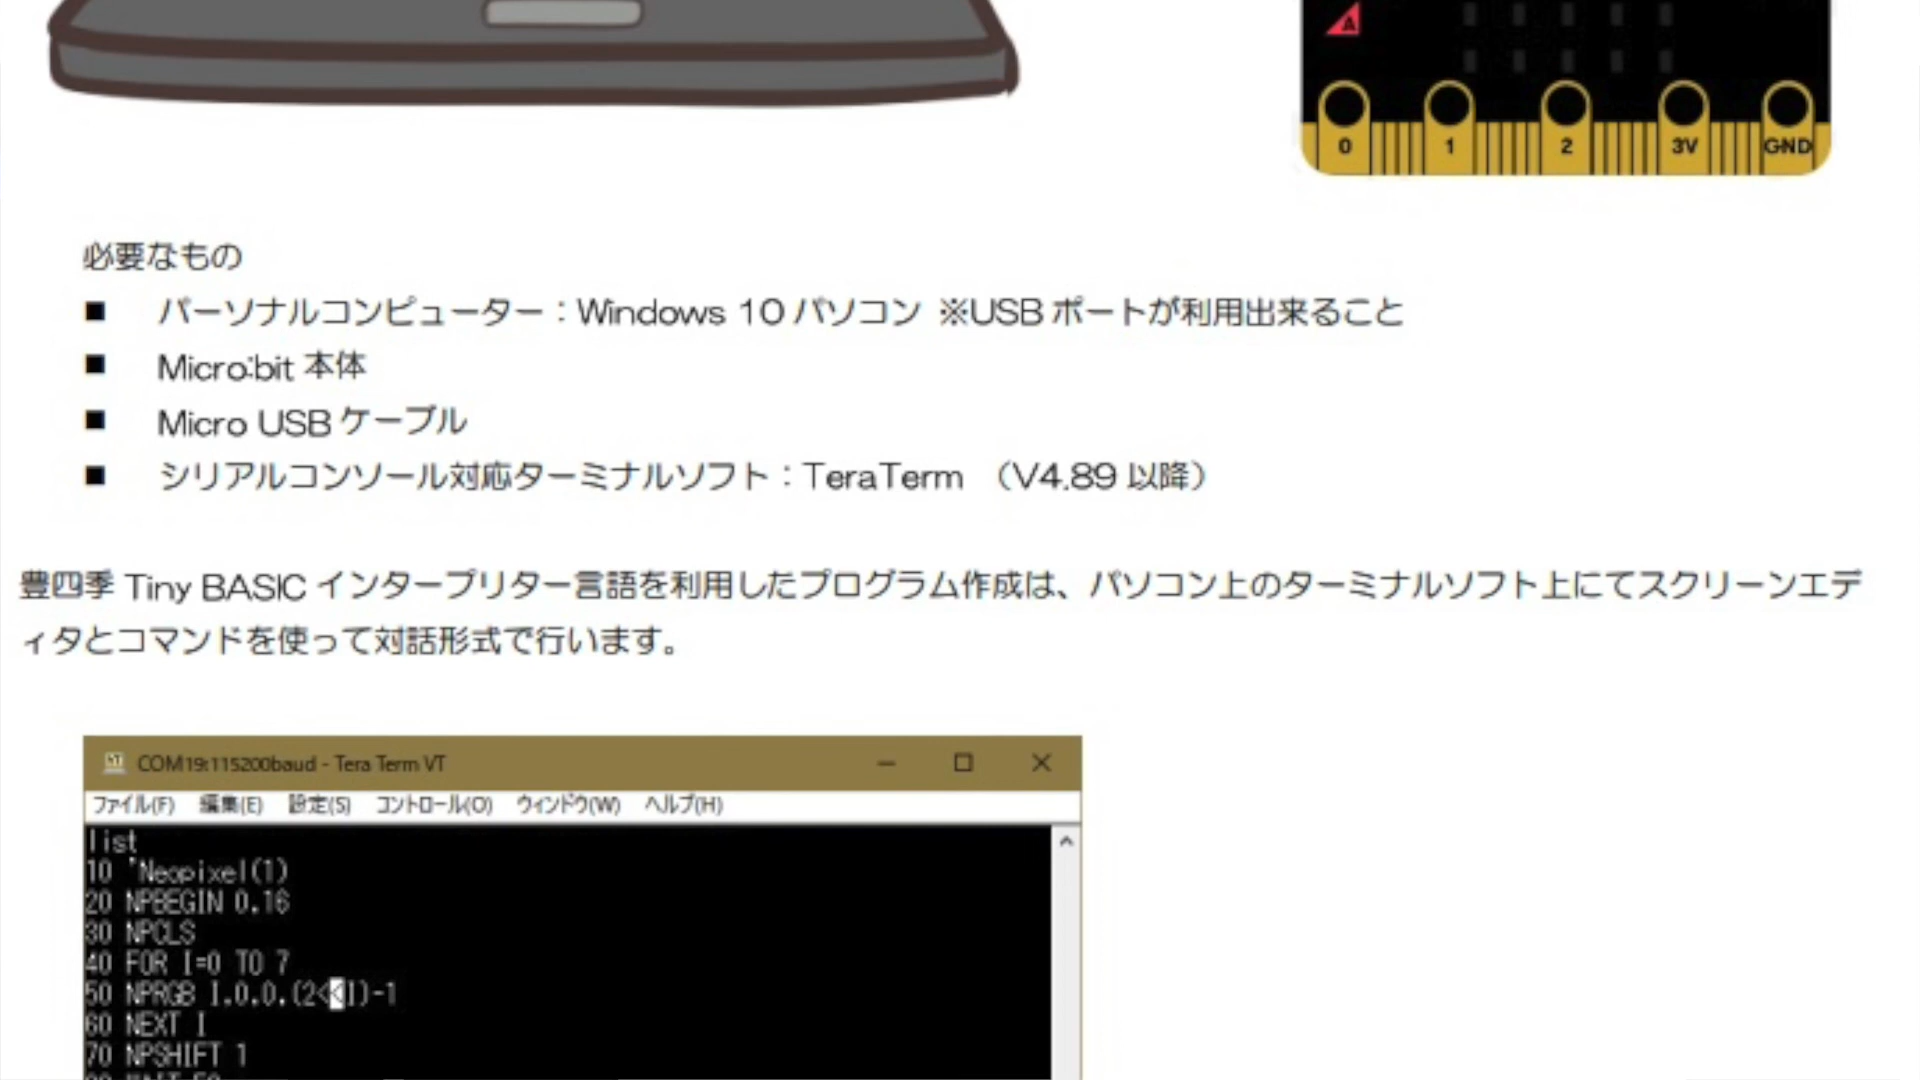 A
0 1 2 3V GND
必要なもの
■ パーソナルコンピューター：Windows 10 パソコン ※USB ポートが利用出来ること
■ Micro:bit 本体
■ Micro USB ケーブル
■ シリアルコンソール対応ターミナルソフト：TeraTerm （V4.89 以降）
豊四季 Tiny BASIC インタープリター言語を利用したプログラム作成は、パソコン上のターミナルソフト上にてスクリーンエデ
ィタとコマンドを使って対話形式で行います。
COM19:115200baud - Tera Term VT
ファイル(F) 編集(E) 設定(S) コントロール(O) ウィンドウ(W) ヘルプ(H)
list
10 'Neopixel(1)
20 NPBEGIN 0,16
30 NPCLS
40 FOR I=0 TO 7
50 NPRGB I,0,0,(2<<I)-1
60 NEXT I
70 NPSHIFT 1